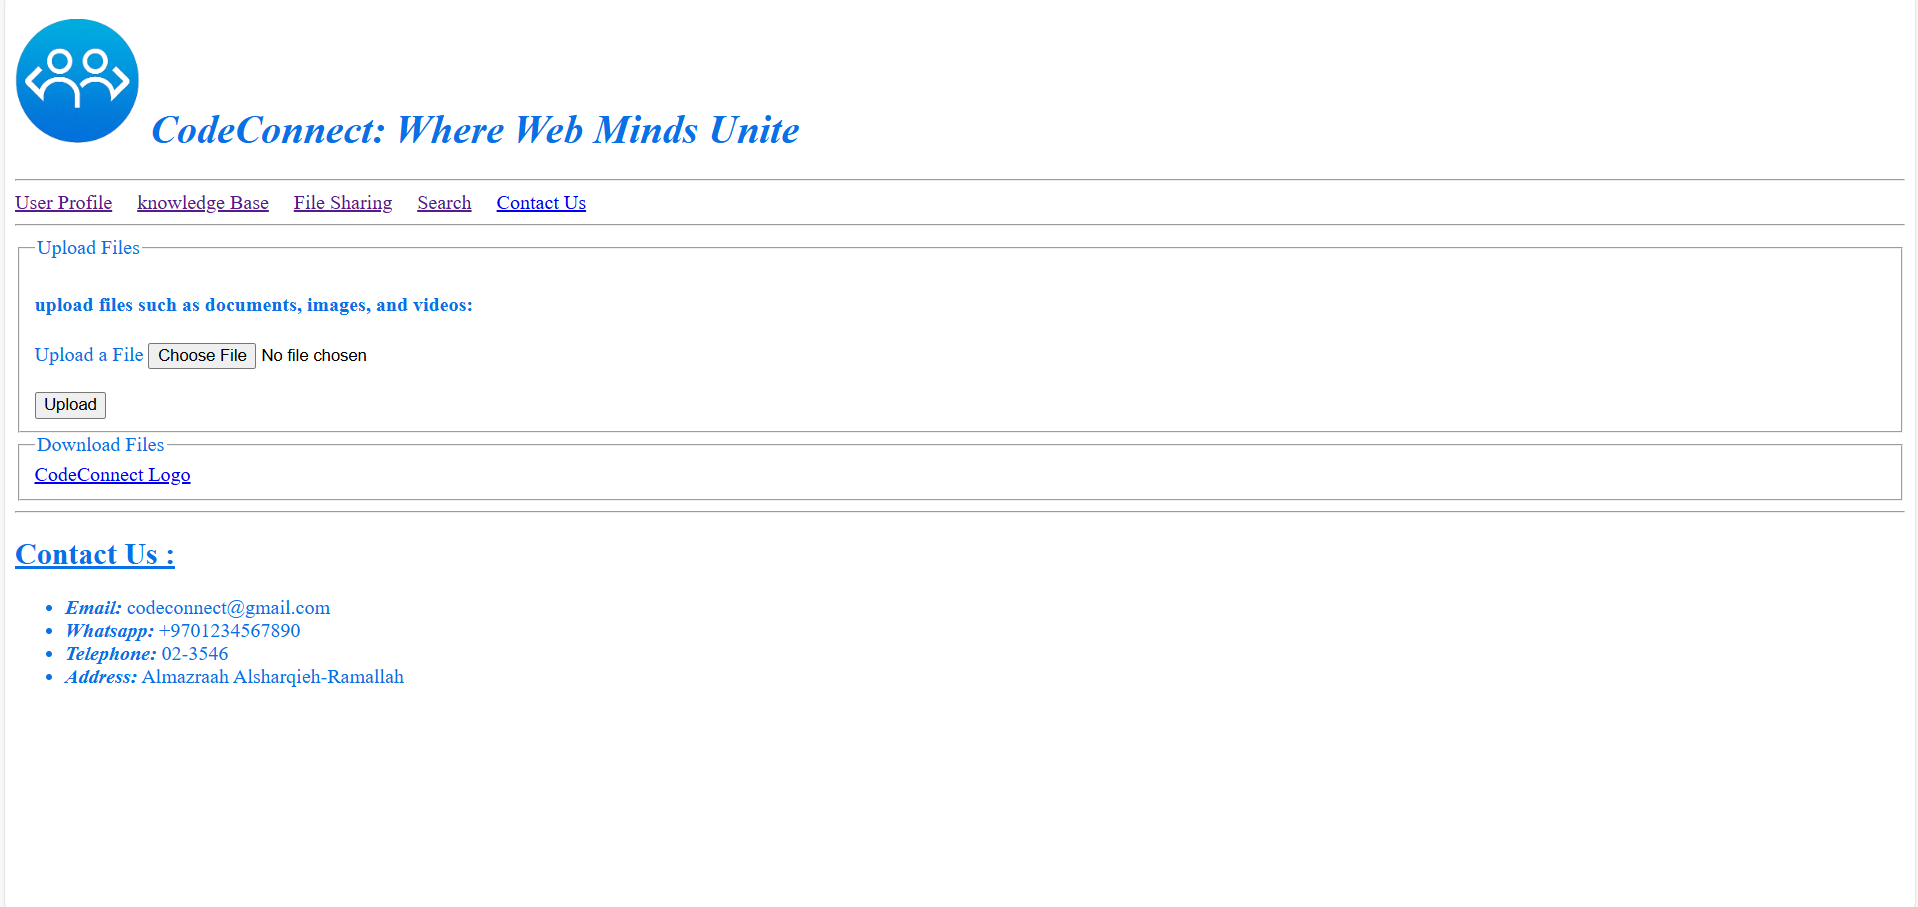 CodeConnect: Where Web Minds Unite
User Profile knowledge Base File Sharing Search Contact Us
Upload Files
upload files such as documents, images, and videos:
Upload a File Choose File No file chosen
Upload
Download Files
CodeConnect Logo
Contact Us :
• Email: codeconnect@gmail.com
• Whatsapp: +9701234567890
• Telephone: 02-3546
• Address: Almazraah Alsharqieh-Ramallah